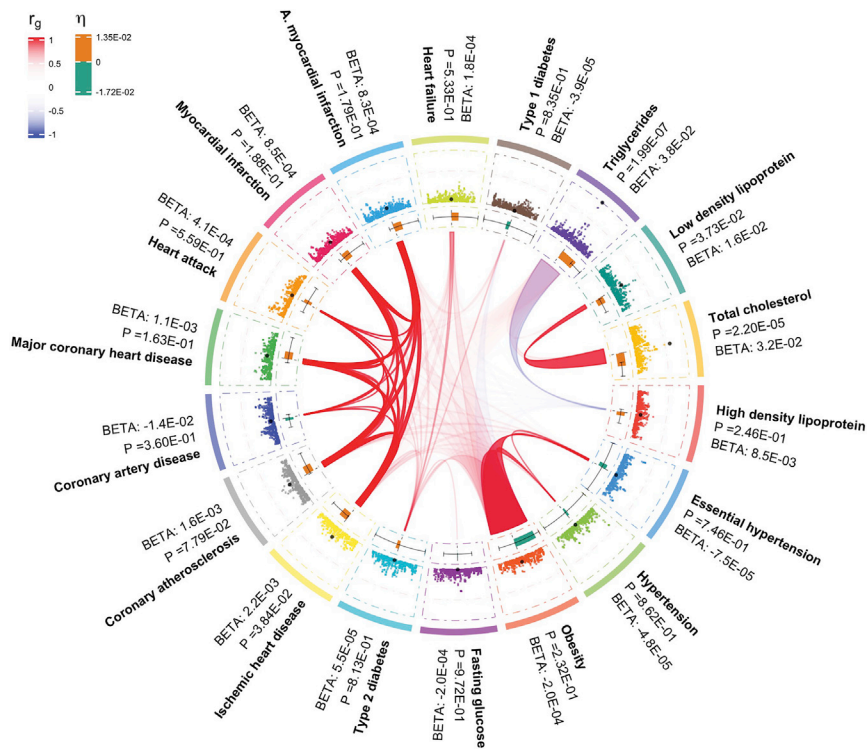 r_g
η
1
0
-0.5
-1
1.35E-02
0
-1.72E-02
Heart failure
P =5.33E-01
BETA: 1.8E-04
Type 1 diabetes
P =8.35E-01
BETA: -3.9E-05
Triglycerides
P =1.99E-07
BETA: 3.8E-02
Low density lipoprotein
P =3.73E-02
BETA: 1.6E-02
Total cholesterol
P =2.20E-05
BETA: 3.2E-02
High density lipoprotein
P =2.46E-01
BETA: 8.5E-03
Essential hypertension
P =7.46E-01
BETA: -7.5E-05
Hypertension
P =8.62E-01
BETA: -4.8E-05
Obesity
P =2.32E-01
BETA: -2.0E-04
Fasting glucose
P =9.72E-01
BETA: -2.0E-04
BETA: 5.5E-05
P =8.13E-01
Type 2 diabetes
BETA: 2.2E-03
P =3.84E-02
Ischemic heart disease
BETA: 1.6E-03
P =7.79E-02
Coronary atherosclerosis
BETA: -1.4E-02
P =3.60E-01
Coronary artery disease
BETA: 1.1E-03
P =1.63E-01
Major coronary heart disease
BETA: 4.1E-04
P =5.59E-01
Heart attack
BETA: 8.5E-04
P =1.88E-01
Myocardial infarction
BETA: 8.3E-04
P =1.79E-01
A. myocardial infarction